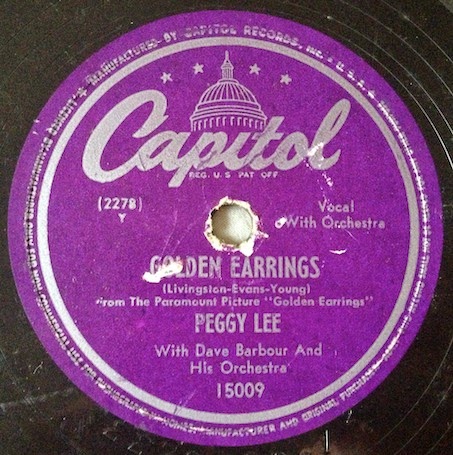 MANUFACTURED BY CAPITOL RECORDS, INC. U.S.A.
Capitol
REG. U.S. PAT. OFF.
(2278)
Y
Vocal
With Orchestra
GOLDEN EARRINGS
(Livingston-Evans-Young)
From The Paramount Picture "Golden Earrings"
PEGGY LEE
With Dave Barbour And
His Orchestra
15009